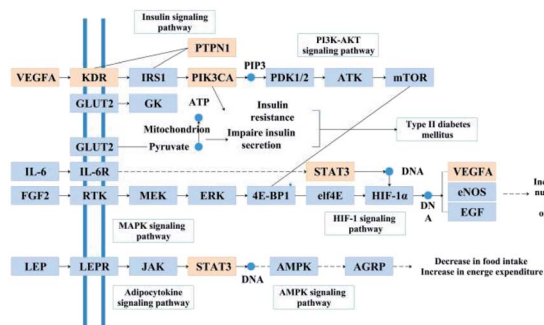 Insulin signaling
pathway
PTPN1
PI3K-AKT
signaling pathway
PIP3
VEGFA
KDR
IRS1
PIK3CA
PDK1/2
ATK
mTOR
GLUT2
GK
ATP
Insulin
resistance
Mitochondrion
Impaire insulin
secretion
Type II diabetes
mellitus
GLUT2
Pyruvate
IL-6
IL-6R
STAT3
DNA
VEGFA
FGF2
RTK
MEK
ERK
4E-BP1
elf4E
HIF-1α
DN
A
eNOS
EGF
MAPK signaling
pathway
HIF-1 signaling
pathway
LEP
LEPR
JAK
STAT3
DNA
AMPK
AGRP
Decrease in food intake
Increase in energy expenditure
Adipocytokine
signaling pathway
AMPK signaling
pathway